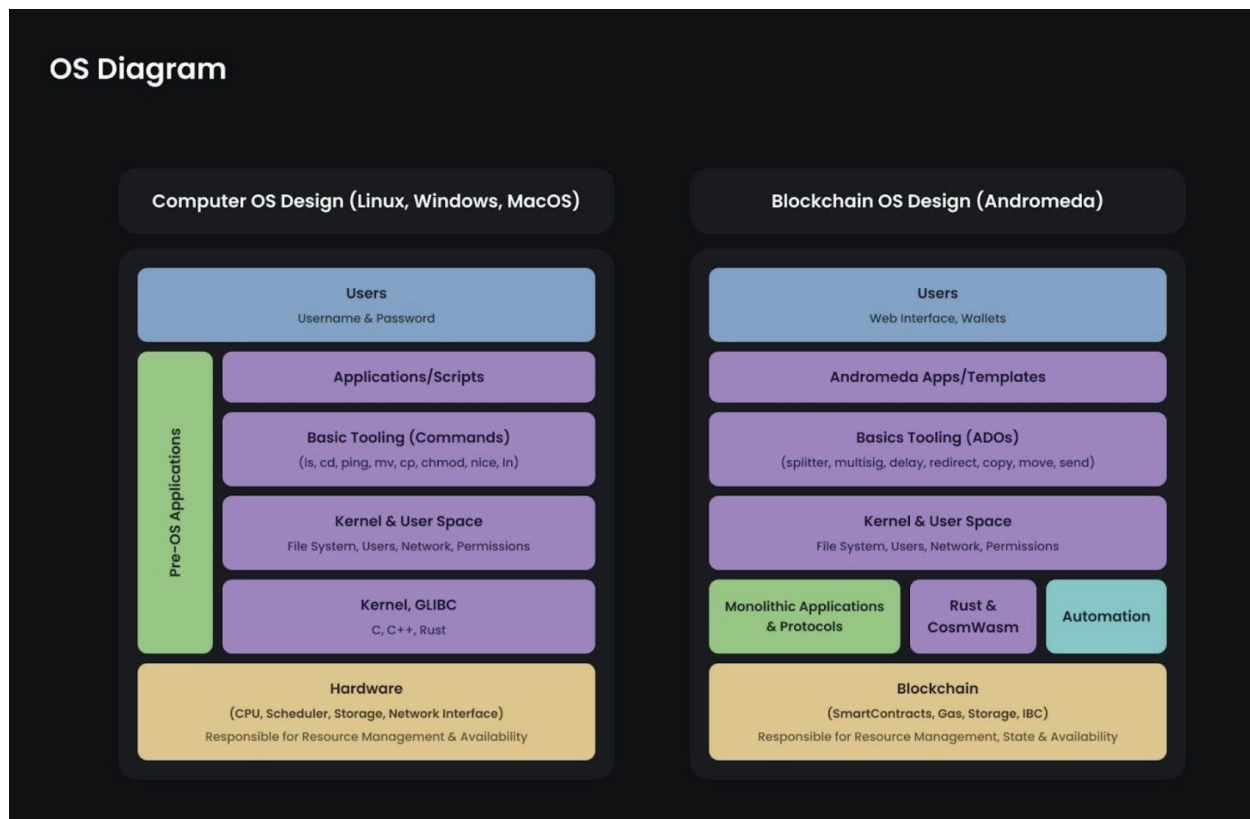 OS Diagram
Computer OS Design (Linux, Windows, MacOS)
Users
Username & Password
Pre-OS Applications
Applications/Scripts
Basic Tooling (Commands)
(ls, cd, ping, mv, cp, chmod, nice, ln)
Kernel & User Space
File System, Users, Network, Permissions
Kernel, GLIBC
C, C++, Rust
Hardware
(CPU, Scheduler, Storage, Network Interface)
Responsible for Resource Management & Availability
Blockchain OS Design (Andromeda)
Users
Web Interface, Wallets
Andromeda Apps/Templates
Basics Tooling (ADOs)
(splitter, multisig, delay, redirect, copy, move, send)
Kernel & User Space
File System, Users, Network, Permissions
Monolithic Applications
& Protocols
Rust &
CosmWasm
Automation
Blockchain
(SmartContracts, Gas, Storage, IBC)
Responsible for Resource Management, State & Availability